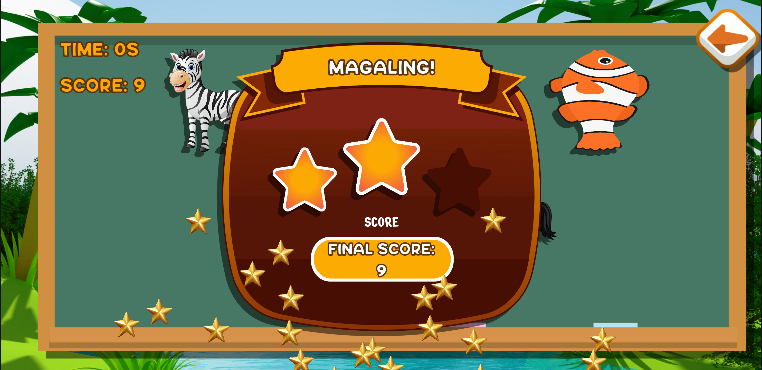 TIME: 0S
SCORE: 9
MAGALING!
SCORE
FINAL SCORE:
9